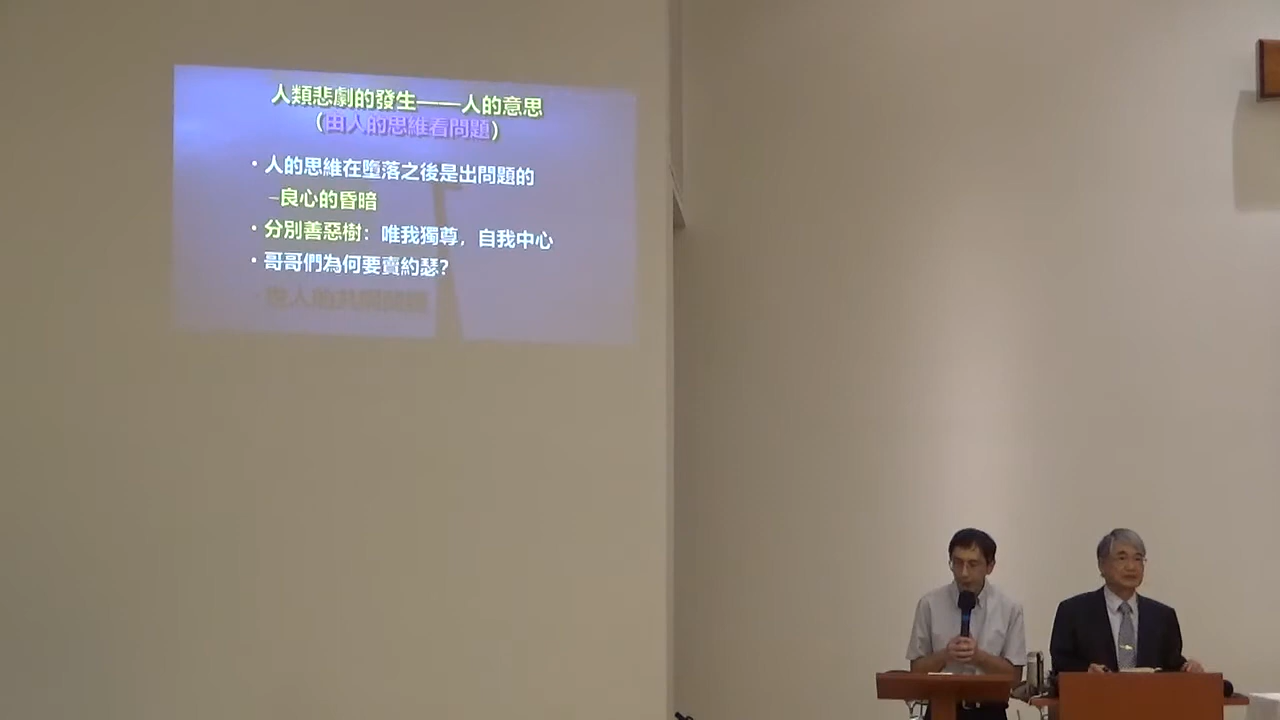 人類悲劇的發生——人的意思
(由人的思維看問題)
•人的思維在墮落之後是出問題的
–良心的昏暗
•分別善惡樹：唯我獨尊，自我中心
•哥哥們為何要賣約瑟?